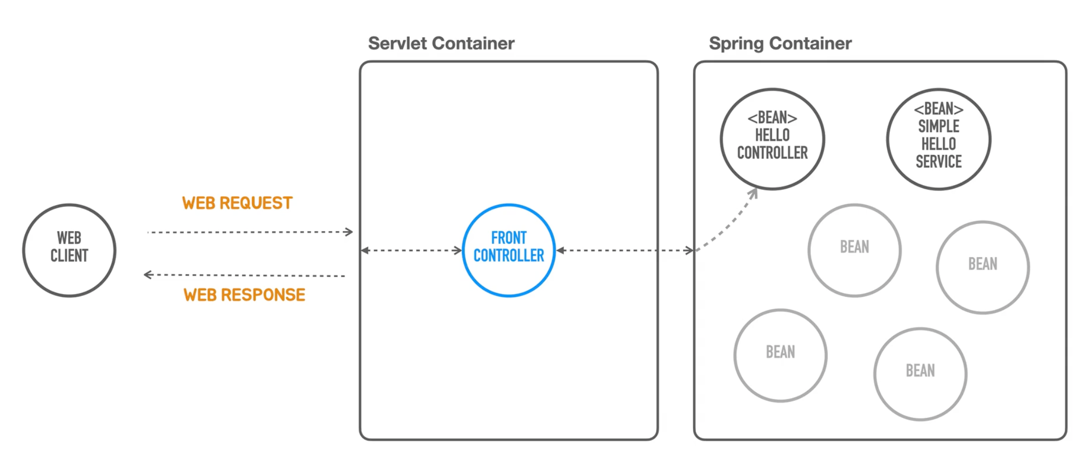 Servlet Container
Spring Container
<BEAN>
HELLO
CONTROLLER
<BEAN>
SIMPLE
HELLO
SERVICE
WEB REQUEST
WEB
CLIENT
FRONT
CONTROLLER
BEAN
BEAN
WEB RESPONSE
BEAN
BEAN